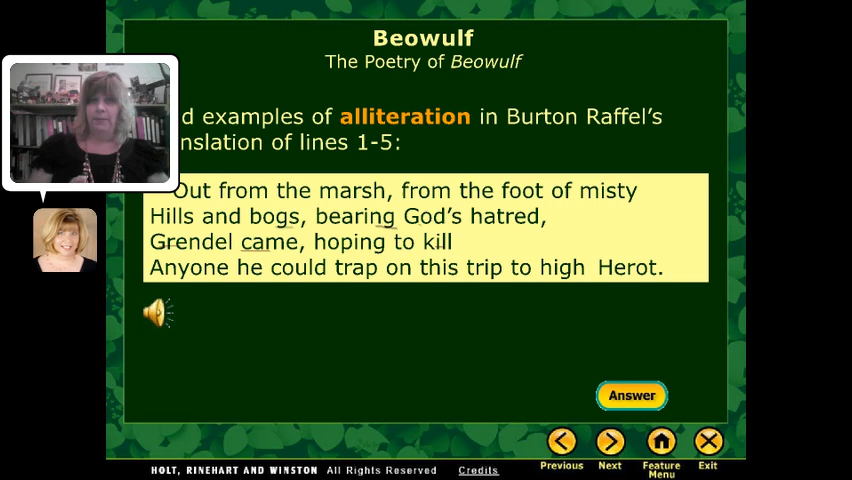 Beowulf
The Poetry of Beowulf
d examples of alliteration in Burton Raffel's
nslation of lines 1-5:
Out from the marsh, from the foot of misty
Hills and bogs, bearing God's hatred,
Grendel came, hoping to kill
Anyone he could trap on this trip to high Herot.
Answer
Previous Next Feature Menu Exit
HOLT, RINEHART AND WINSTON All Rights Reserved Credits